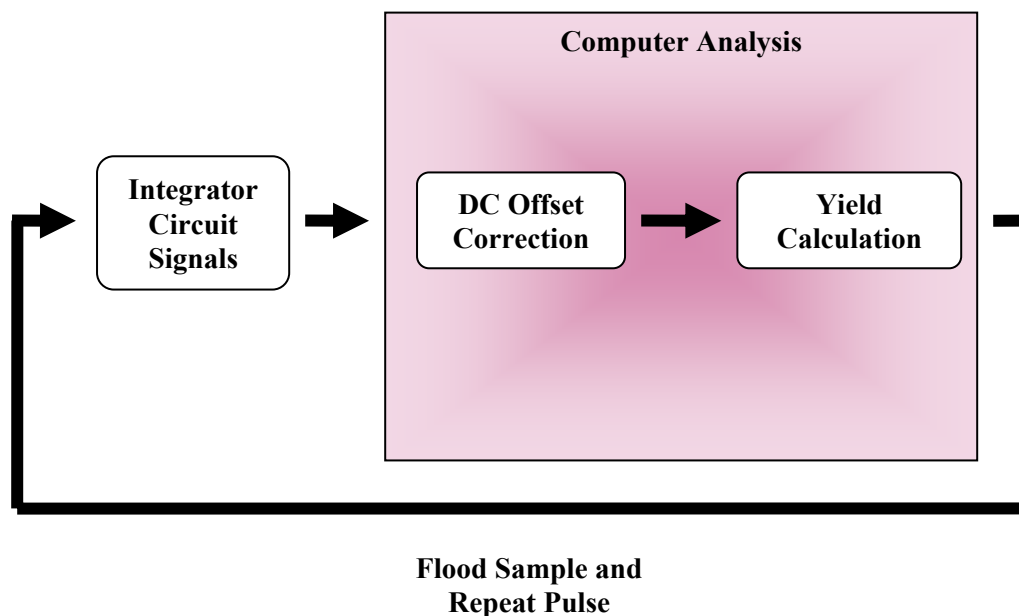 Computer Analysis
Integrator
Circuit
Signals
DC Offset
Correction
Yield
Calculation
Flood Sample and
Repeat Pulse